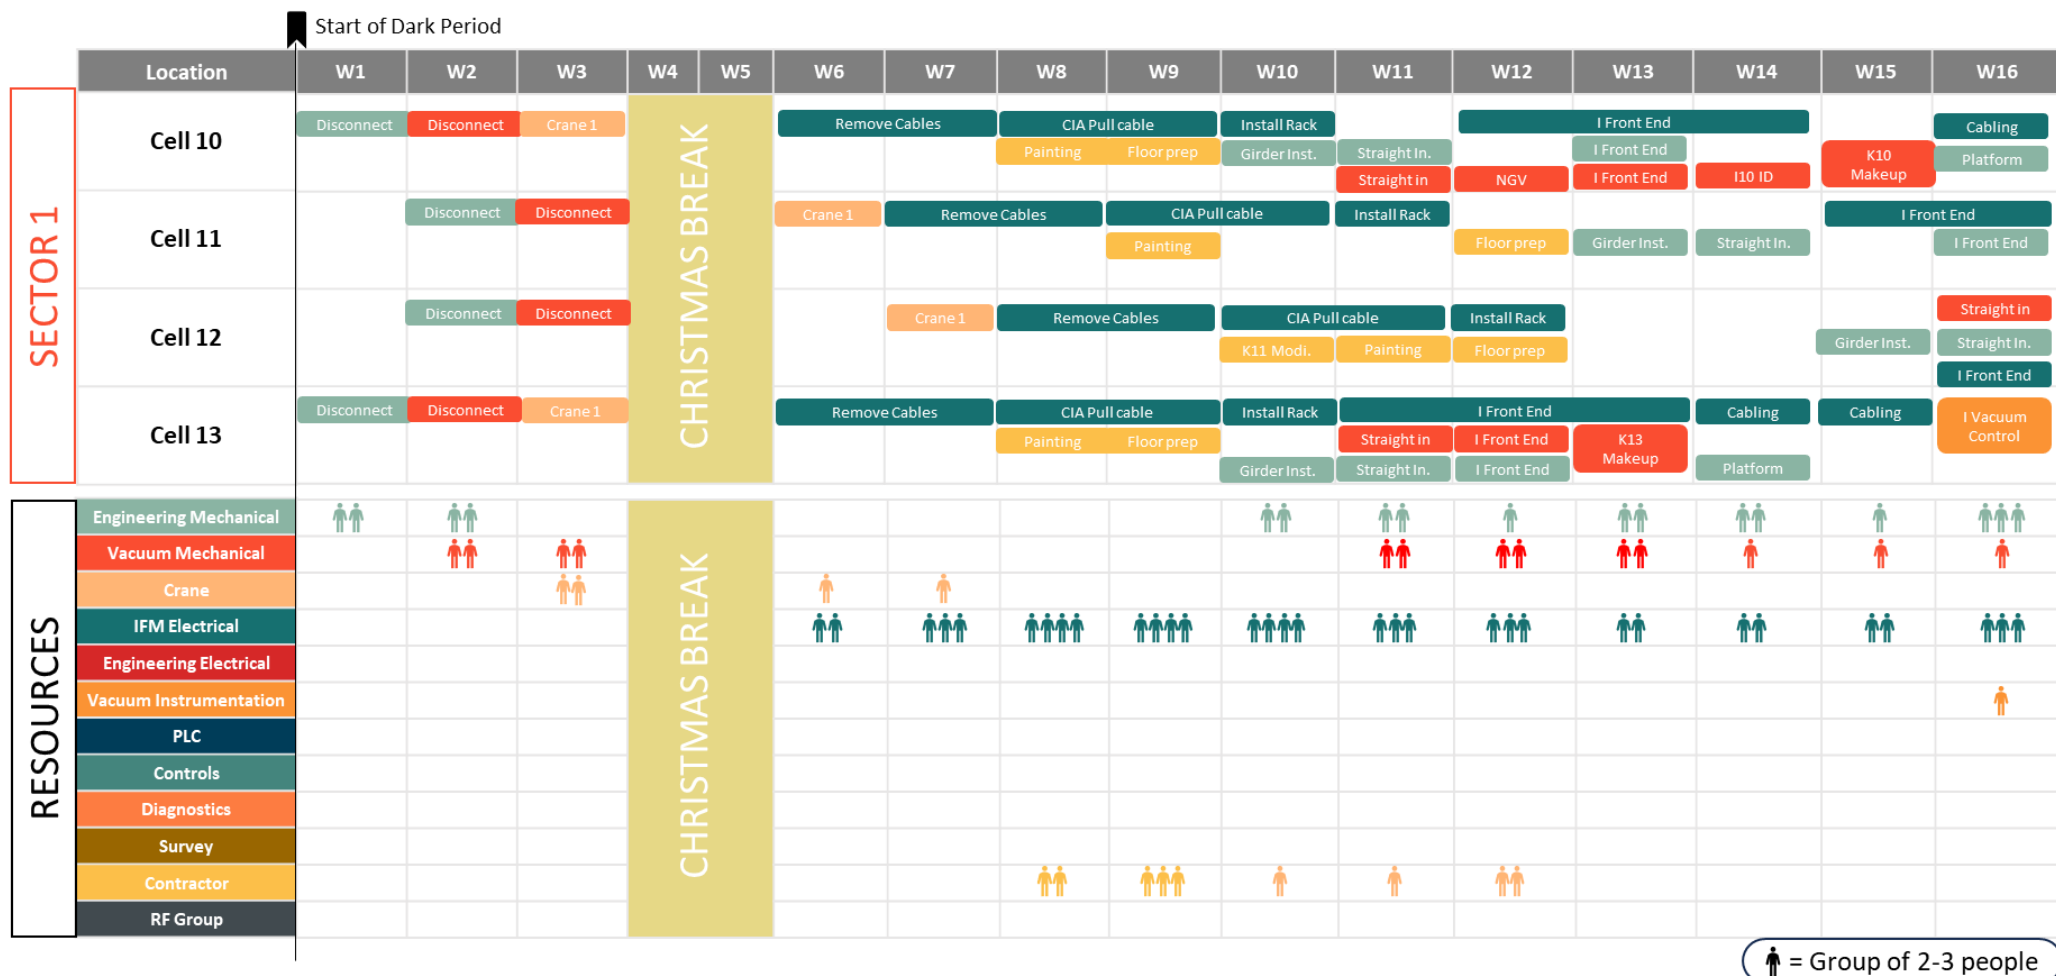 Start of Dark Period
Location W1 W2 W3 W4 W5 W6 W7 W8 W9 W10 W11 W12 W13 W14 W15 W16
SECTOR 1
CHRISTMAS BREAK
Cell 10
Disconnect Disconnect Crane 1 Remove Cables CIA Pull cable Install Rack I Front End Cabling
Painting Floor prep Girder Inst. Straight In. I Front End K10 Platform
Makeup
Straight in NGV I Front End I10 ID
Cell 11
Disconnect Disconnect Crane 1 Remove Cables CIA Pull cable Install Rack I Front End
Painting Floor prep Girder Inst. Straight In. I Front End
Cell 12
Disconnect Disconnect Crane 1 Remove Cables CIA Pull cable Install Rack Straight in
K11 Modi. Painting Floor prep Girder Inst. Straight In.
I Front End
Cell 13
Disconnect Disconnect Crane 1 Remove Cables CIA Pull cable Install Rack I Front End Cabling Cabling I Vacuum
Control
Painting Floor prep Straight in I Front End K13
Makeup
Girder Inst. Straight In. I Front End Platform
RESOURCES
CHRISTMAS BREAK
Engineering Mechanical
Vacuum Mechanical
Crane
IFM Electrical
Engineering Electrical
Vacuum Instrumentation
PLC
Controls
Diagnostics
Survey
Contractor
RF Group
= Group of 2-3 people